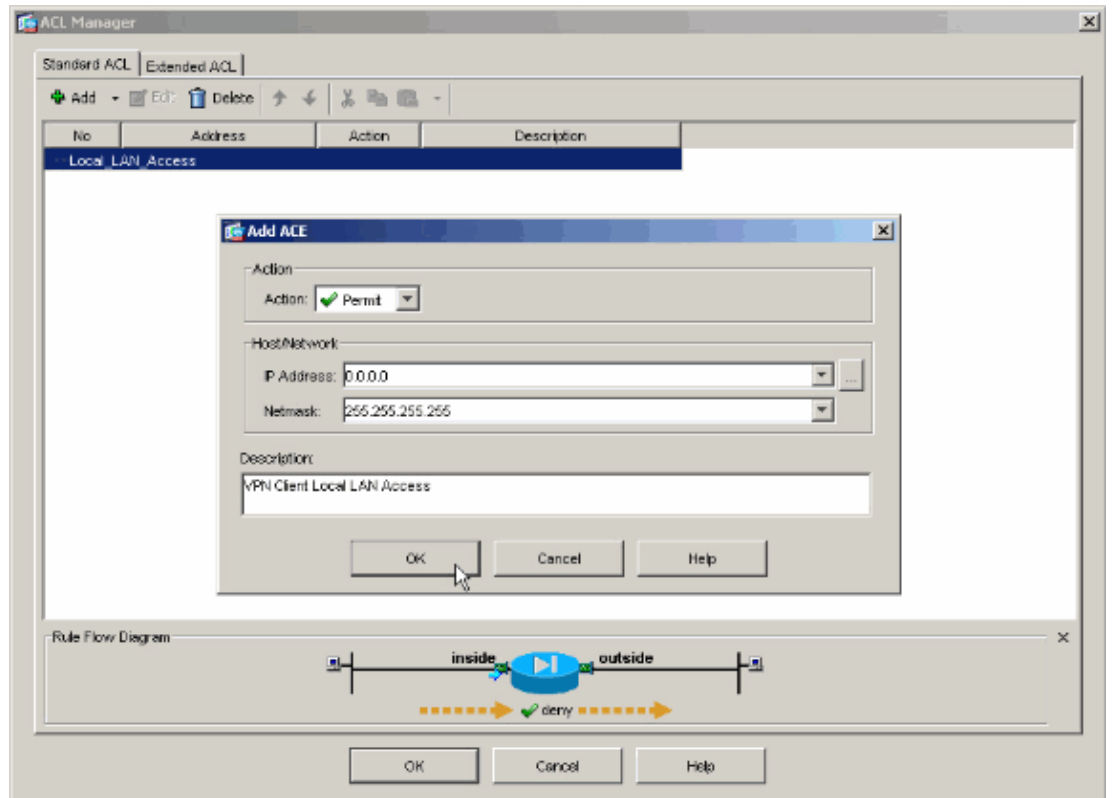 ACL Manager
Standard ACL Extended ACL
Add Edit Delete
No Address Action Description
Local_LAN_Access
Add ACE
Action
Action: Permit
Host/Network
IP Address: 0.0.0.0 ...
Netmask: 255.255.255.255
Description:
VPN Client Local LAN Access
OK Cancel Help
Rule Flow Diagram
inside outside
deny
OK Cancel Help